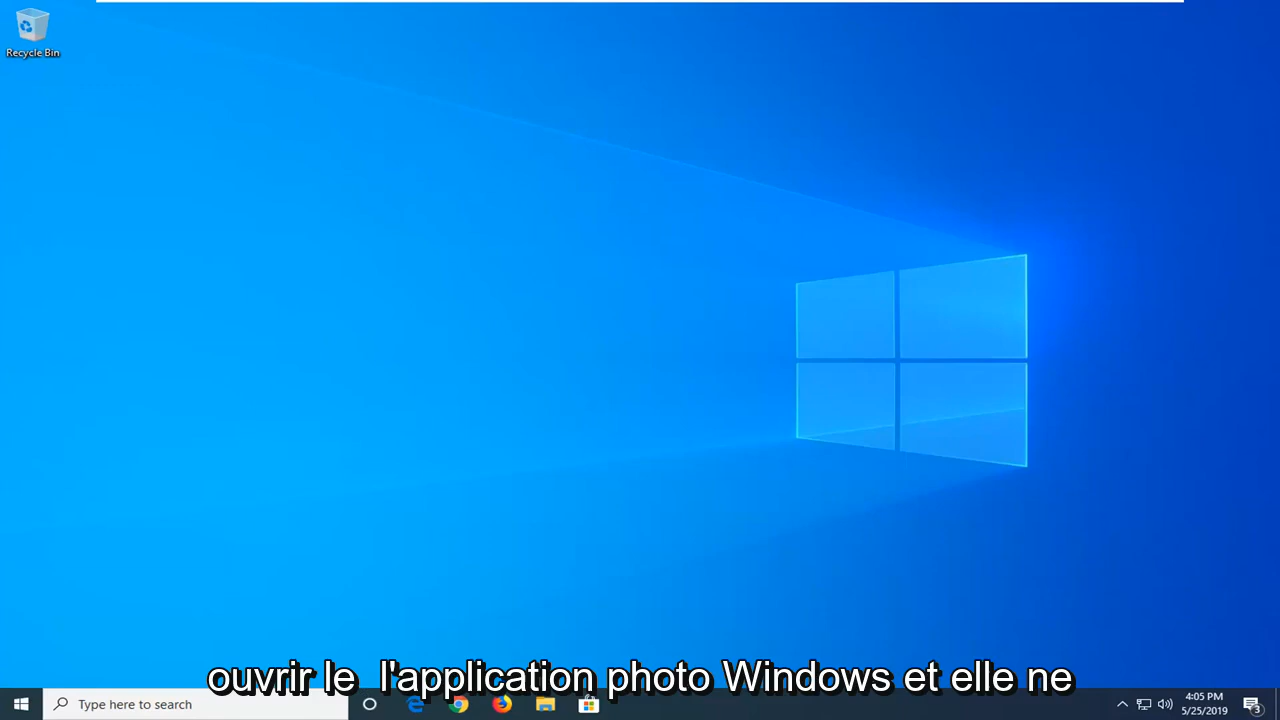 Recycle Bin
ouvrir le  l'application photo Windows et elle ne
Type here to search
4:05 PM
5/25/2019
3